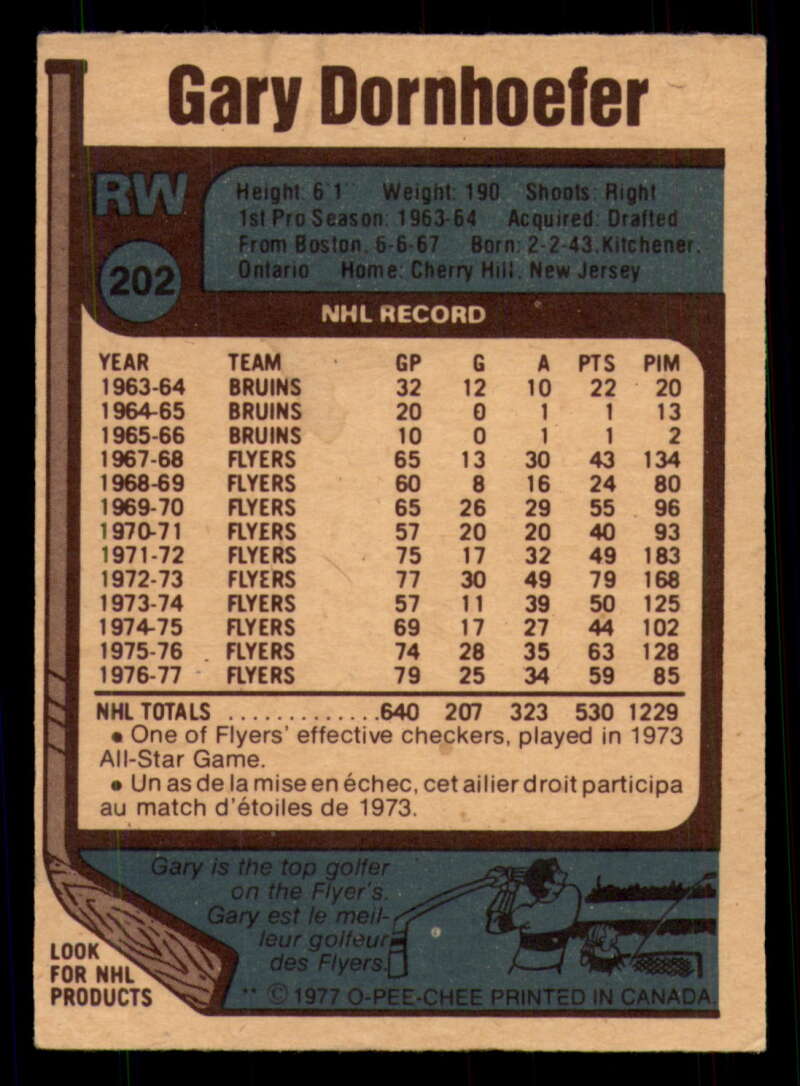 Gary Dornhoefer
RW
Height: 6'1" Weight: 190 Shoots: Right
1st Pro Season: 1963-64 Acquired: Drafted
From Boston, 6-6-67 Born: 2-2-43, Kitchener,
Ontario Home: Cherry Hill, New Jersey
202
NHL RECORD
YEAR TEAM GP G A PTS PIM
1963-64 BRUINS 32 12 10 22 20
1964-65 BRUINS 20 0 1 1 13
1965-66 BRUINS 10 0 1 1 2
1967-68 FLYERS 65 13 30 43 134
1968-69 FLYERS 60 8 16 24 80
1969-70 FLYERS 65 26 29 55 96
1970-71 FLYERS 57 20 20 40 93
1971-72 FLYERS 75 17 32 49 183
1972-73 FLYERS 77 30 49 79 168
1973-74 FLYERS 57 11 39 50 125
1974-75 FLYERS 69 17 27 44 102
1975-76 FLYERS 74 28 35 63 128
1976-77 FLYERS 79 25 34 59 85
NHL TOTALS .............640 207 323 530 1229
• One of Flyers' effective checkers, played in 1973
All-Star Game.
• Un as de la mise en échec, cet ailier droit participa
au match d'étoiles de 1973.
Gary is the top golfer
on the Flyer's.
Gary est le meil-
leur golfeur
des Flyers.
LOOK
FOR NHL
PRODUCTS
** © 1977 O-PEE-CHEE PRINTED IN CANADA.